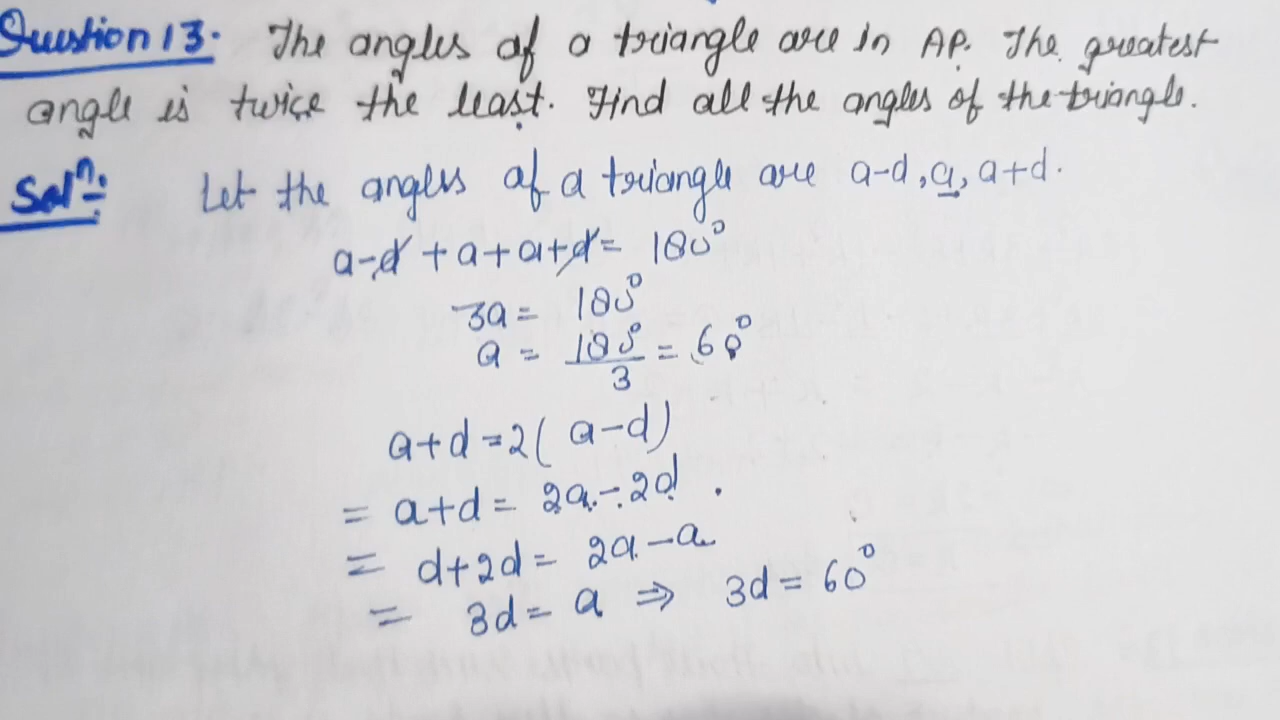 Question 13. The angles of a triangle are in AP. The greatest
angle is twice the least. Find all the angles of the triangle.
Solⁿ:- Let the angles of a triangle are a-d, a, a+d.
a-d + a + a+d = 180°
3a = 180°
a = 180°/3 = 60°
a+d = 2( a-d)
= a+d = 2a - 2d .
= d+2d = 2a - a
= 3d = a ⇒ 3d = 60°